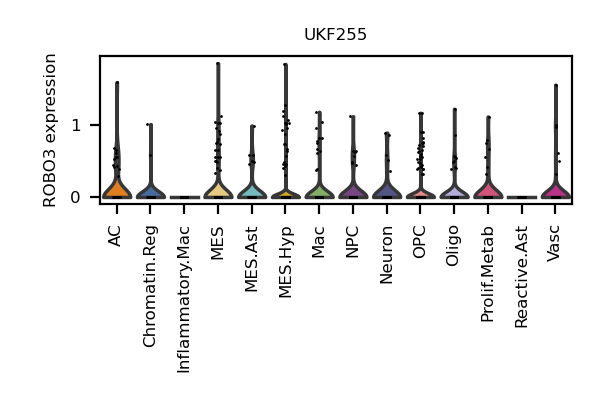 UKF255
ROBO3 expression
1
0
AC
Chromatin.Reg
Inflammatory.Mac
MES
MES.Ast
MES.Hyp
Mac
NPC
Neuron
OPC
Oligo
Prolif.Metab
Reactive.Ast
Vasc